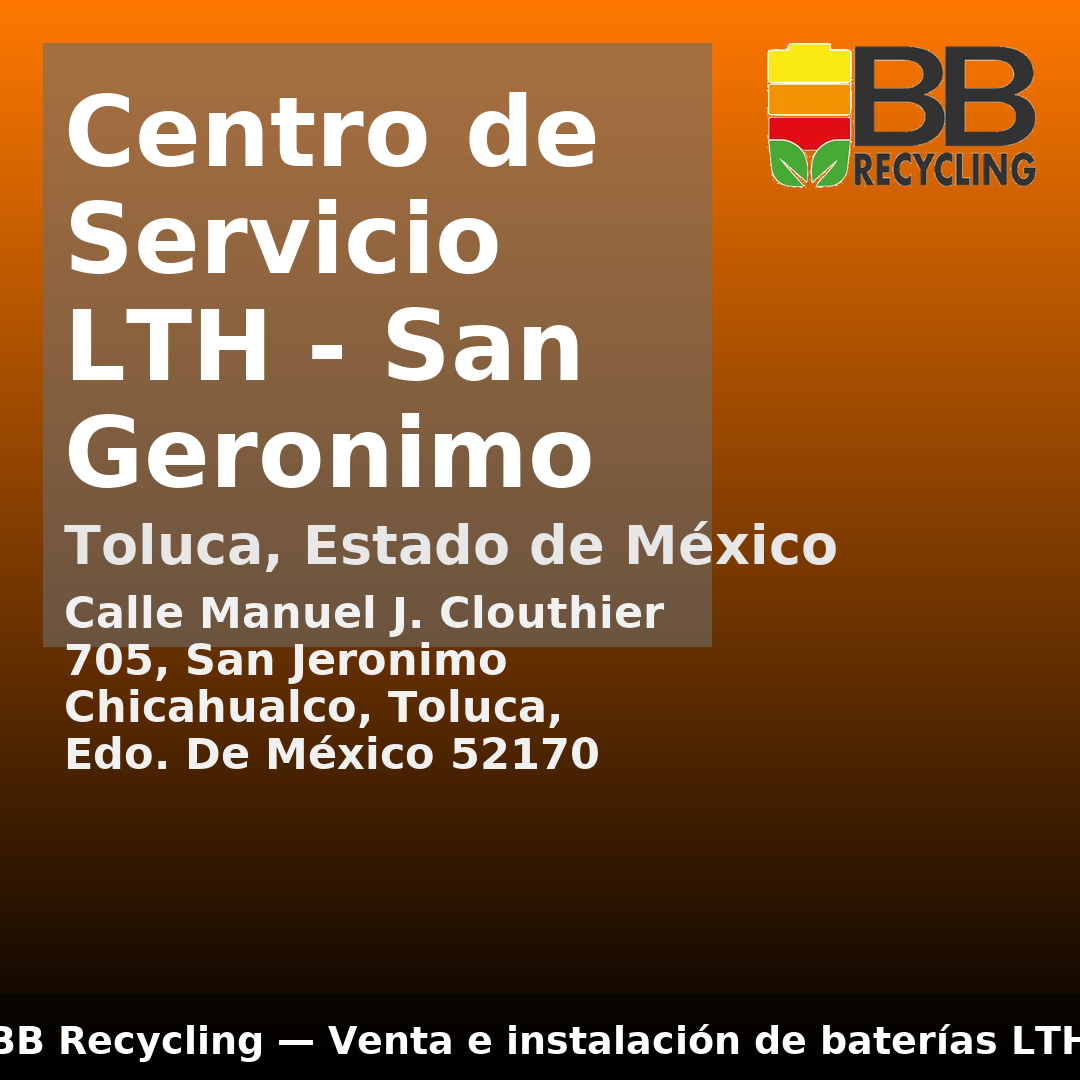 Centro de
Servicio
LTH - San
Geronimo
Toluca, Estado de México
Calle Manuel J. Clouthier
705, San Jeronimo
Chicahualco, Toluca,
Edo. De México 52170
BB
RECYCLING
BB Recycling — Venta e instalación de baterías LTH